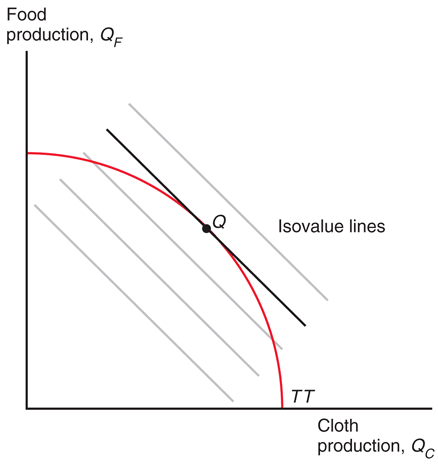 Food
production, Q_F
Q
Isovalue lines
TT
Cloth
production, Q_C